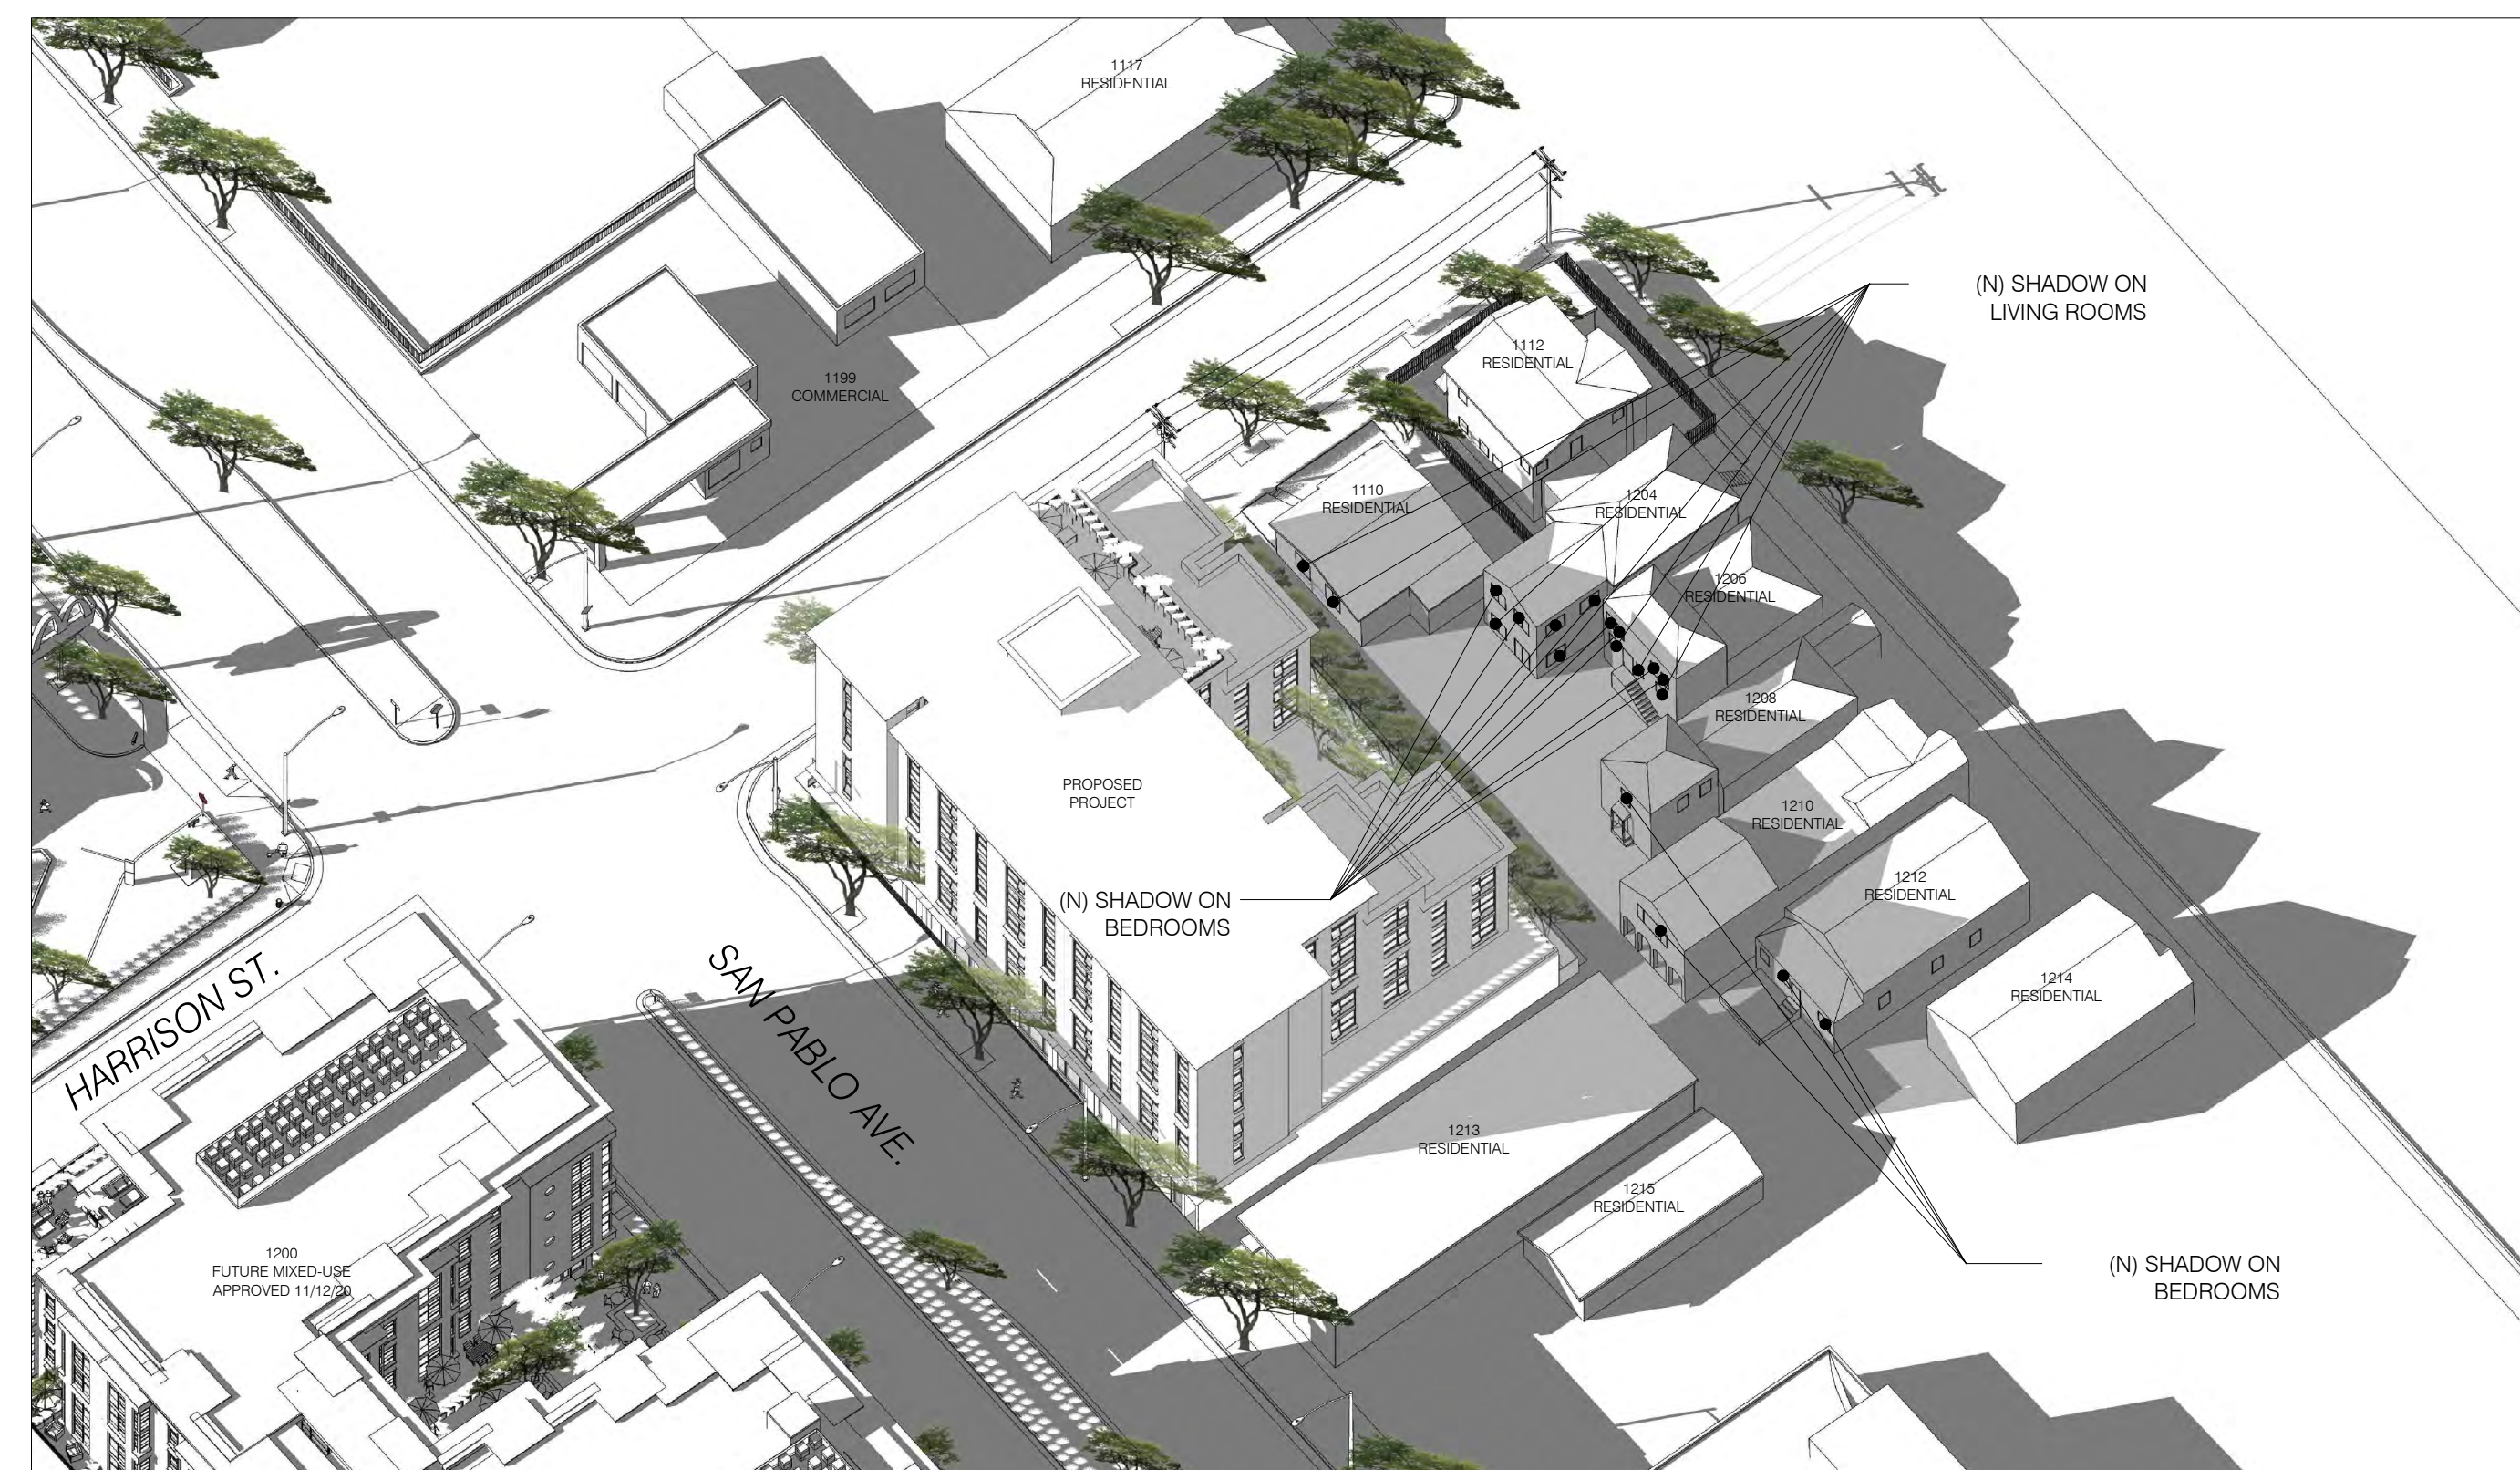 1117
RESIDENTIAL
(N) SHADOW ON
LIVING ROOMS
1112
RESIDENTIAL
1199
COMMERCIAL
1110
RESIDENTIAL
1204
RESIDENTIAL
1206
RESIDENTIAL
1208
RESIDENTIAL
PROPOSED
PROJECT
1210
RESIDENTIAL
1212
RESIDENTIAL
(N) SHADOW ON
BEDROOMS
HARRISON ST.
SAN PABLO AVE.
1214
RESIDENTIAL
1213
RESIDENTIAL
1215
RESIDENTIAL
1200
FUTURE MIXED-USE
APPROVED 11/12/20
(N) SHADOW ON
BEDROOMS